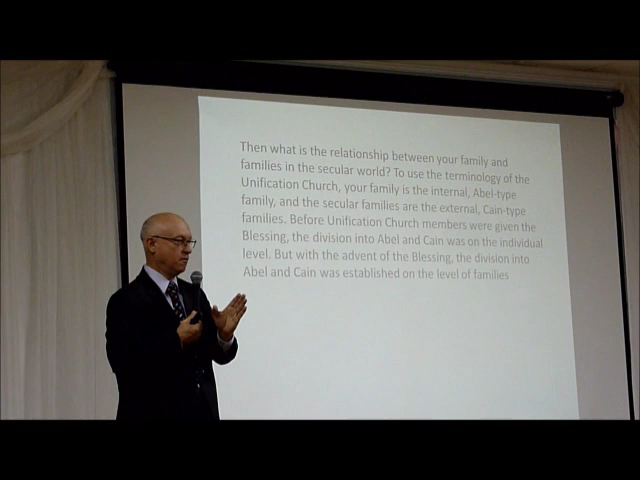 Then what is the relationship between your family and
families in the secular world? To use the terminology of the
Unification Church, your family is the internal, Abel-type
family, and the secular families are the external, Cain-type
families. Before Unification Church members were given the
Blessing, the division into Abel and Cain was on the individual
level. But with the advent of the Blessing, the division into
Abel and Cain was established on the level of families